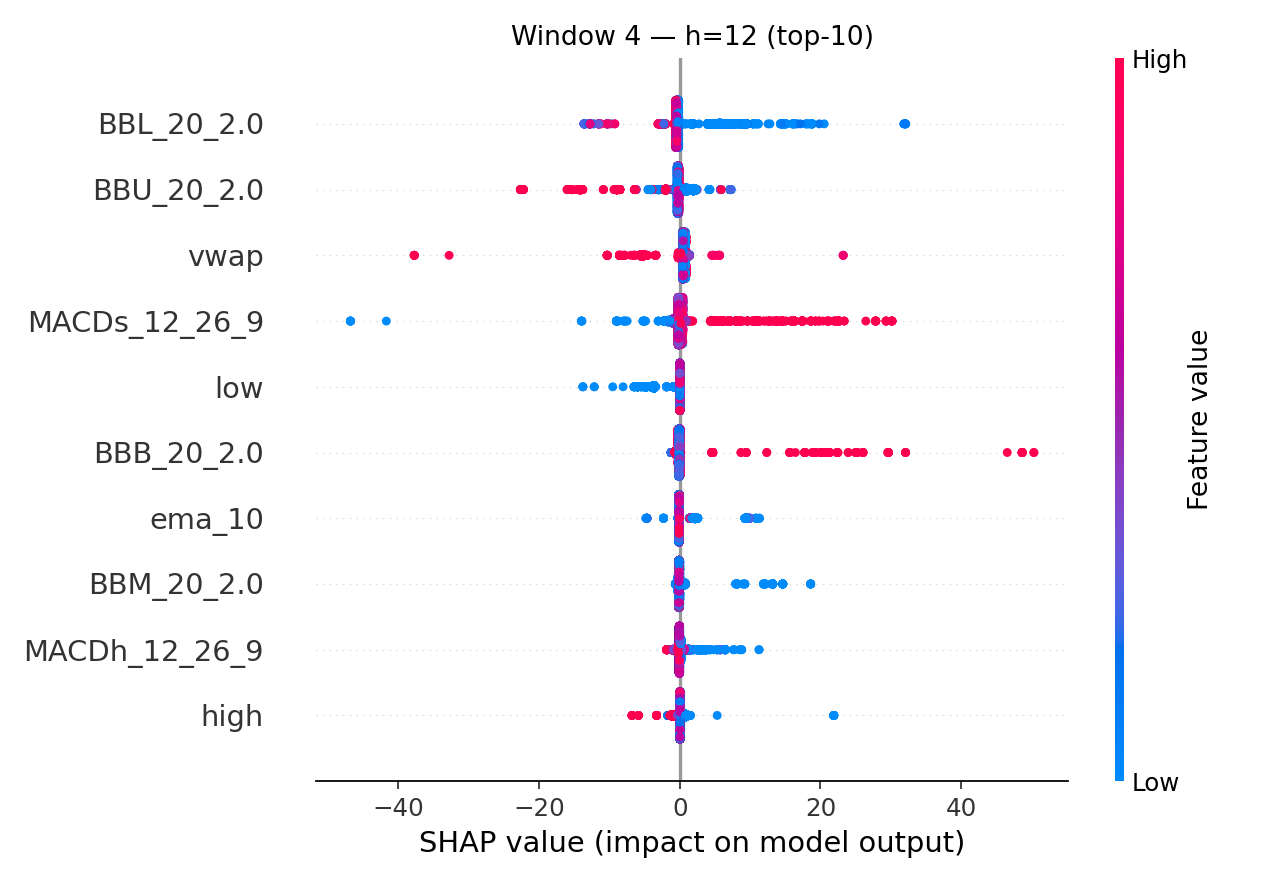 Window 4 — h=12 (top-10)
High
BBL_20_2.0
BBU_20_2.0
vwap
MACDs_12_26_9
low
BBB_20_2.0
ema_10
BBM_20_2.0
MACDh_12_26_9
high
Feature value
Low
−40 −20 0 20 40
SHAP value (impact on model output)